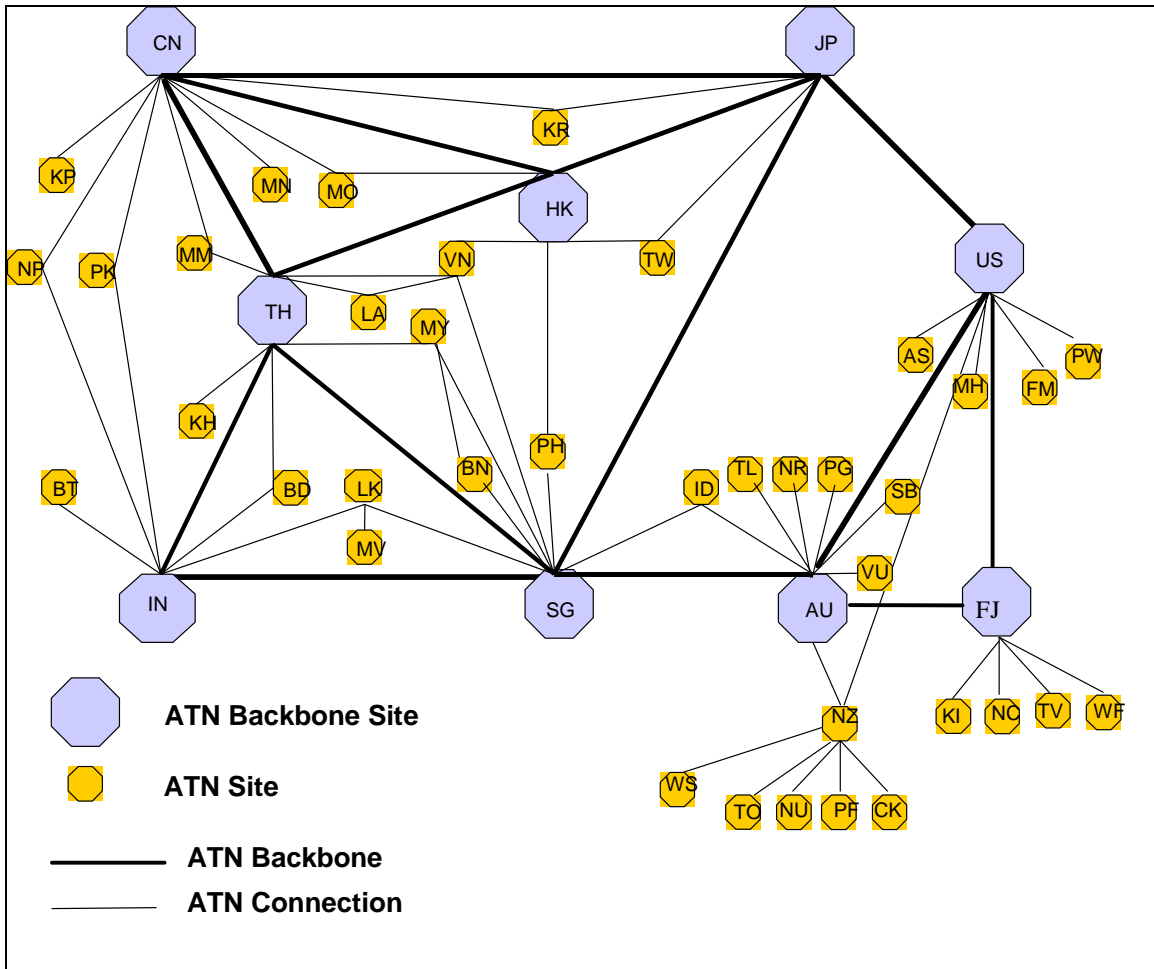 CN
JP
KR
KP
MN
MO
HK
NP
PK
MM
VN
TW
US
TH
LA
MY
AS
MH
FM
PW
KH
PH
BT
BD
LK
BN
ID
TL
NR
PG
SB
MV
VU
IN
SG
AU
FJ
ATN Backbone Site
NZ
KI
NC
TV
WF
ATN Site
WS
TO
NU
PF
CK
ATN Backbone
ATN Connection